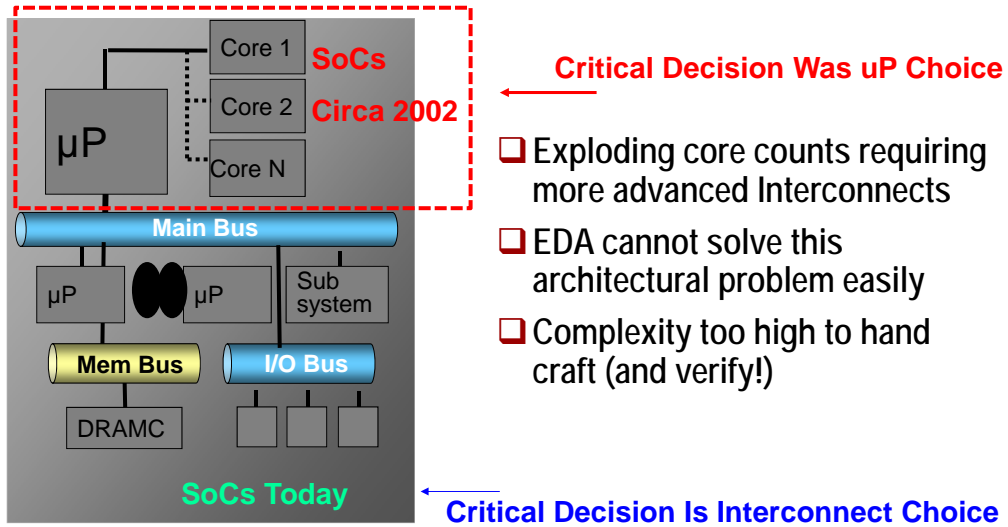 Core 1
SoCs
Core 2
Circa 2002
µP
Core N
Main Bus
µP
µP
Sub
system
Mem Bus
I/O Bus
DRAMC
SoCs Today
Critical Decision Was uP Choice
Exploding core counts requiring
more advanced Interconnects
EDA cannot solve this
architectural problem easily
Complexity too high to hand
craft (and verify!)
Critical Decision Is Interconnect Choice